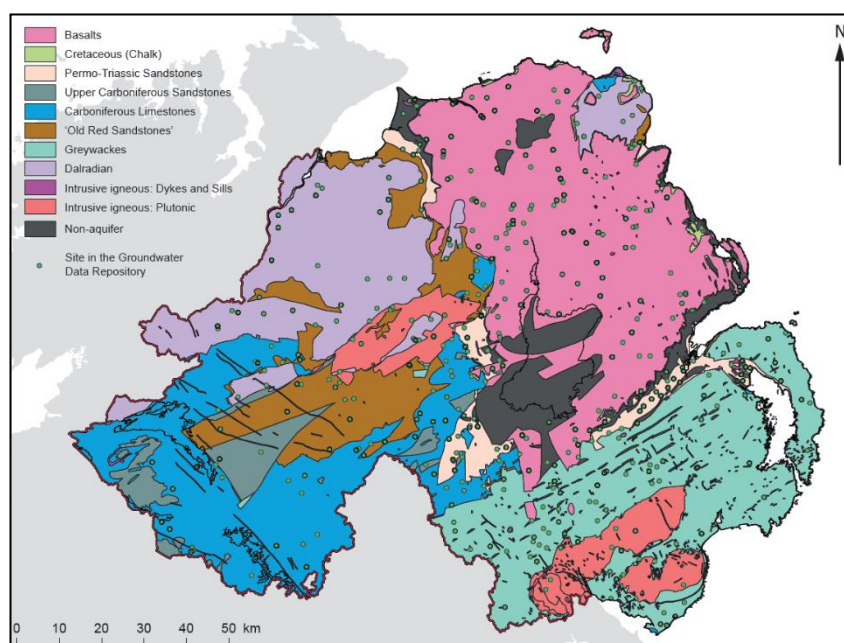 Basalts
Cretaceous (Chalk)
Permo-Triassic Sandstones
Upper Carboniferous Sandstones
Carboniferous Limestones
'Old Red Sandstones'
Greywackes
Dalradian
Intrusive igneous: Dykes and Sills
Intrusive igneous: Plutonic
Non-aquifer
Site in the Groundwater
Data Repository
N
0 10 20 30 40 50 km